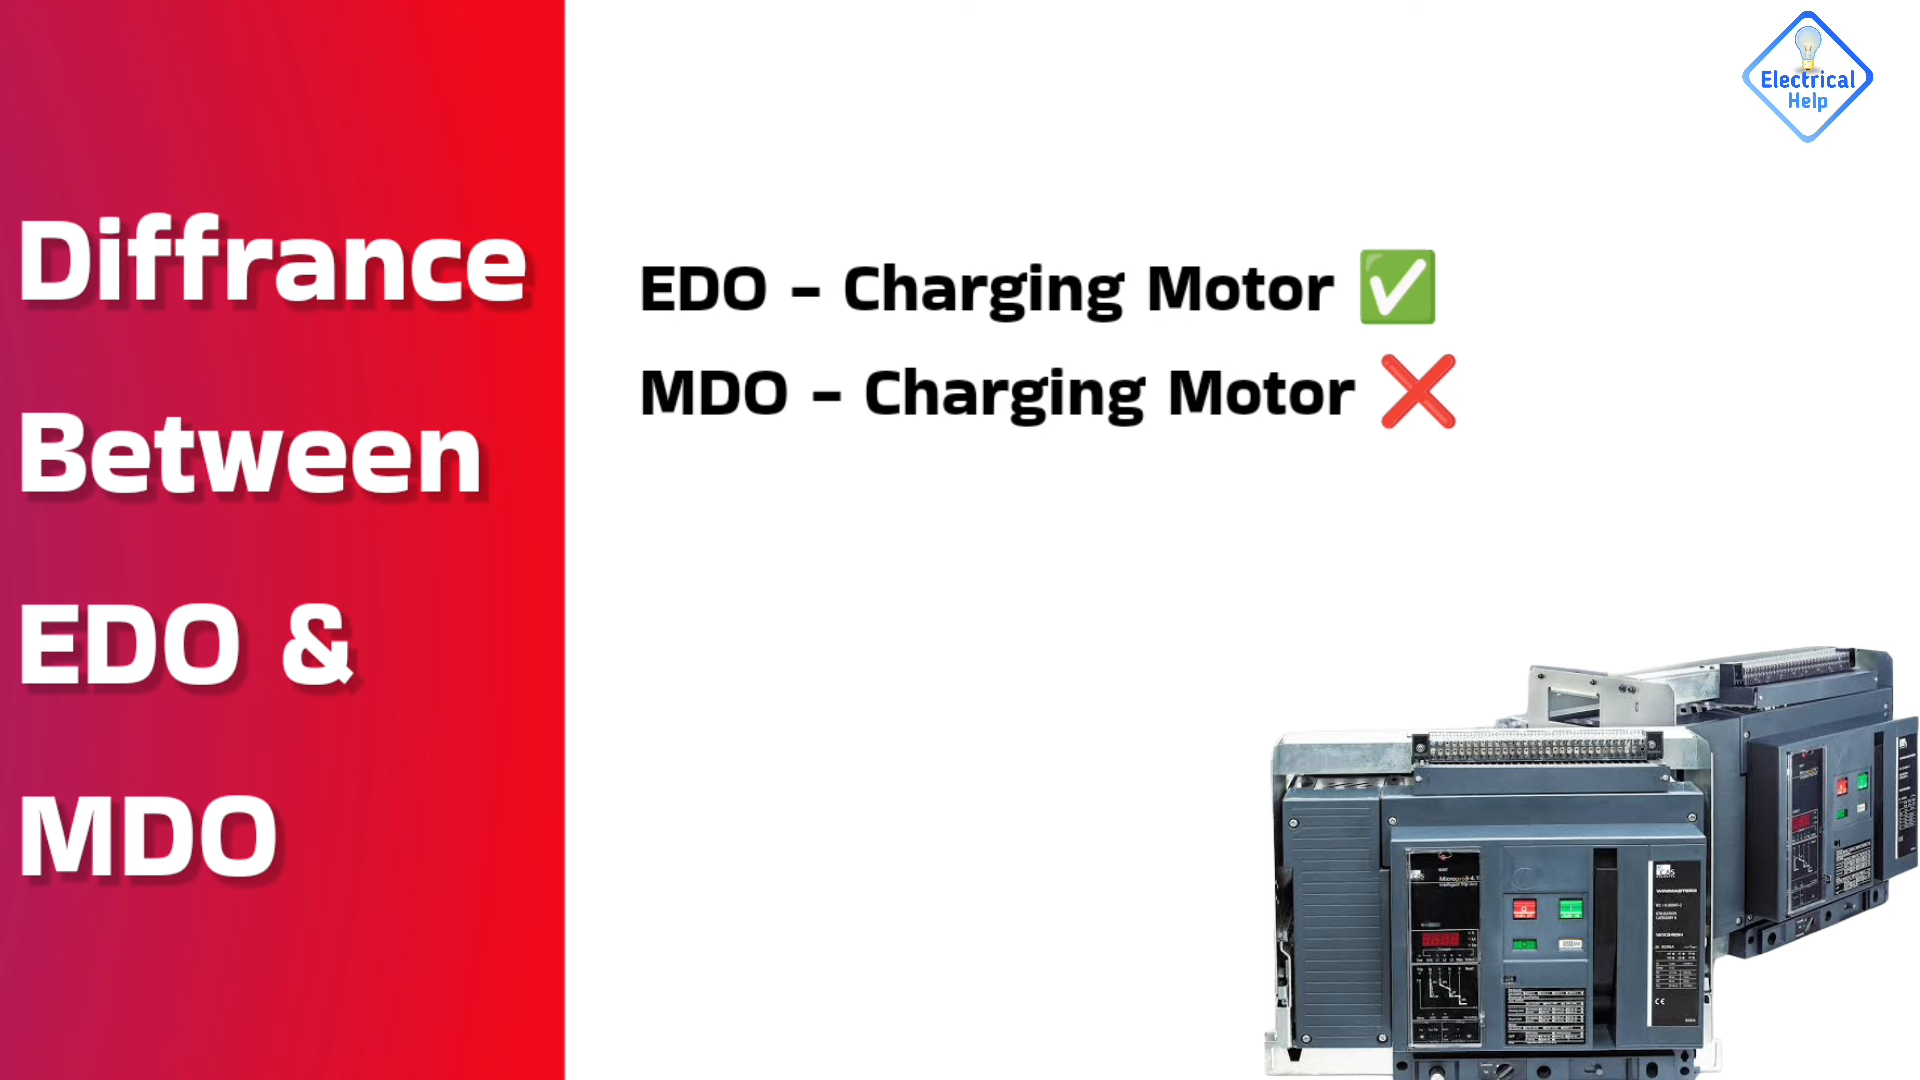 Diffrance
Between
EDO &
MDO
EDO - Charging Motor ✅
MDO - Charging Motor ❌
Electrical
Help